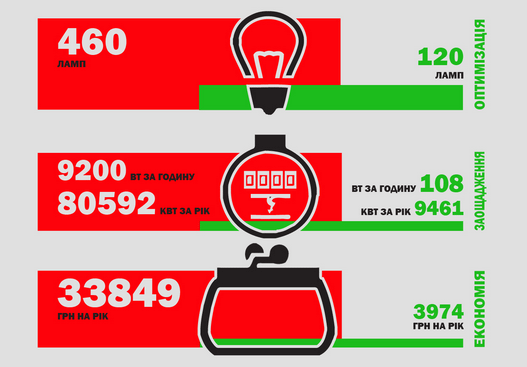 460
ЛАМП
120
ЛАМП
ОПТИМІЗАЦІЯ
9200 ВТ ЗА ГОДИНУ
80592 КВТ ЗА РІК
0000
ВТ ЗА ГОДИНУ 108
КВТ ЗА РІК 9461
ЗАОЩАДЖЕННЯ
33849
ГРН НА РІК
3974
ГРН НА РІК
ЕКОНОМІЯ